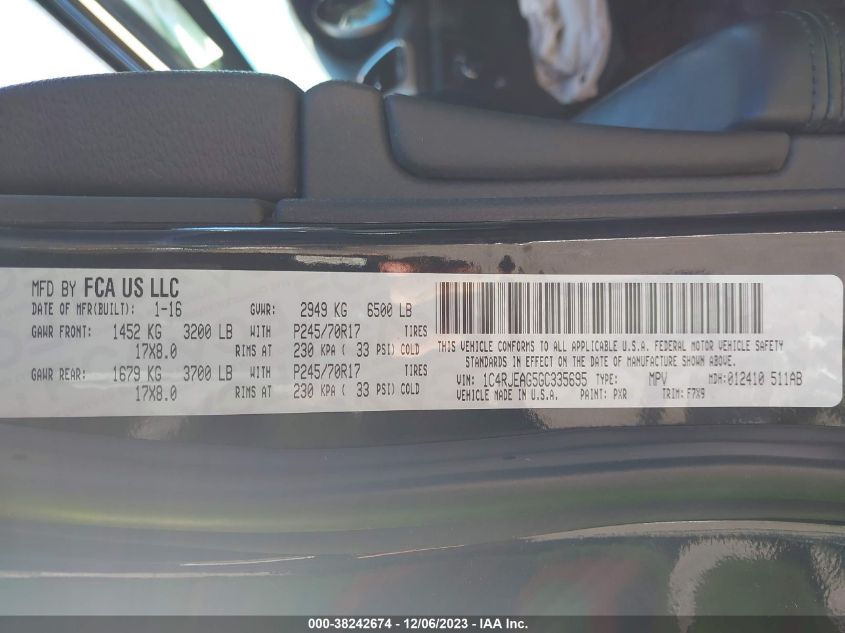 MFD BY FCA US LLC
DATE OF MFR(BUILT): 1-16 GVWR: 2949 KG 6500 LB
GAWR FRONT: 1452 KG 3200 LB WITH P245/70R17 TIRES
17X8.0 RIMS AT 230 KPA ( 33 PSI) COLD
GAWR REAR: 1679 KG 3700 LB WITH P245/70R17 TIRES
17X8.0 RIMS AT 230 KPA ( 33 PSI) COLD
THIS VEHICLE CONFORMS TO ALL APPLICABLE U.S.A. FEDERAL MOTOR VEHICLE SAFETY
STANDARDS IN EFFECT ON THE DATE OF MANUFACTURE SHOWN ABOVE.
VIN: 1C4RJEAG5GC335695 TYPE: MPV MDH:012410 511AB
VEHICLE MADE IN U.S.A. PAINT: PXR TRIM: F7X9
000-38242674 - 12/06/2023 - IAA Inc.